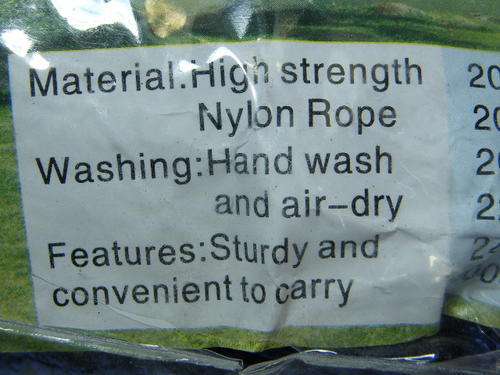 Material:High strength
Nylon Rope
Washing:Hand wash
and air-dry
Features:Sturdy and
convenient to carry